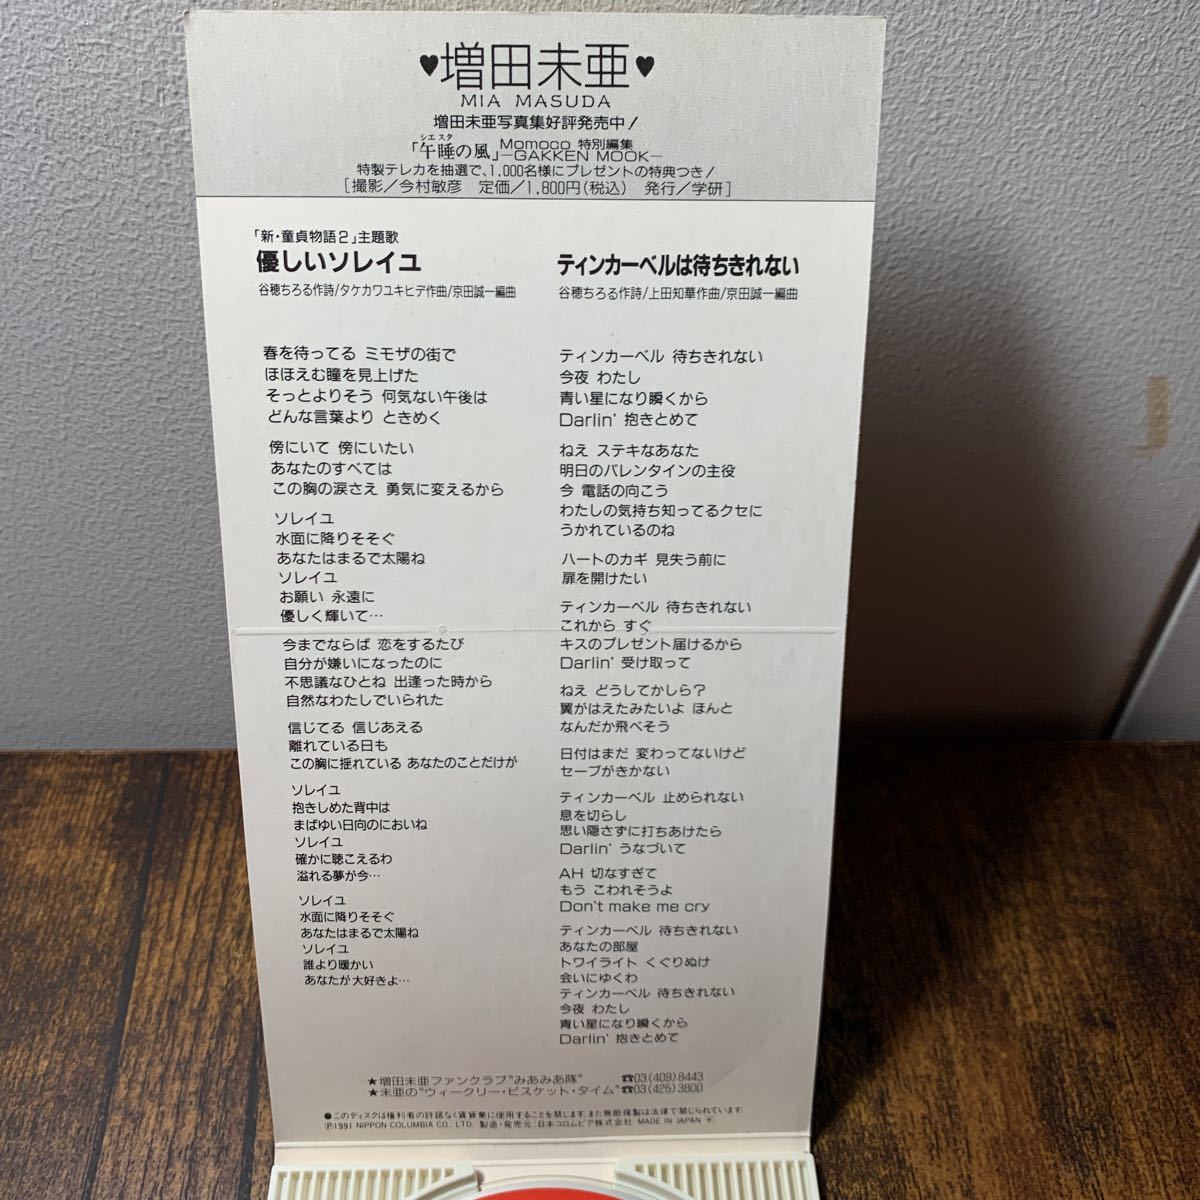 ♥増田未亜♥
MIA MASUDA
増田未亜写真集好評発売中!
シエスタ
「午睡の風」Momoco 特別編集
—GAKKEN MOOK—
特製テレカを抽選で、1,000名様にプレゼントの特典つき!
[撮影/今村敏彦 定価/1,800円(税込) 発行/学研]
「新・童貞物語2」主題歌
優しいソレイユ
谷穂ちろる作詩/タケカワユキヒデ作曲/京田誠一編曲
春を待ってる ミモザの街で
ほほえむ瞳を見上げた
そっとよりそう 何気ない午後は
どんな言葉より ときめく
傍にいて 傍にいたい
あなたのすべては
この胸の涙さえ 勇気に変えるから
ソレイユ
水面に降りそそぐ
あなたはまるで太陽ね
ソレイユ
お願い 永遠に
優しく輝いて…
今までならば 恋をするたび
自分が嫌いになったのに
不思議なひとね 出逢った時から
自然なわたしでいられた
信じてる 信じあえる
離れている日も
この胸に揺れている あなたのことだけが
ソレイユ
抱きしめた背中は
まばゆい日向のにおいね
ソレイユ
確かに聴こえるわ
溢れる夢が今…
ソレイユ
水面に降りそそぐ
あなたはまるで太陽ね
ソレイユ
誰より暖かい
あなたが大好きよ…
ティンカーベルは待ちきれない
谷穂ちろる作詩/上田知華作曲/京田誠一編曲
ティンカーベル 待ちきれない
今夜 わたし
青い星になり瞬くから
Darlin' 抱きとめて
ねえ ステキなあなた
明日のバレンタインの主役
今 電話の向こう
わたしの気持ち知ってるクセに
うかれているのね
ハートのカギ 見失う前に
扉を開けたい
ティンカーベル 待ちきれない
これから すぐ
キスのプレゼント届けるから
Darlin' 受け取って
ねえ どうしてかしら?
翼がはえたみたいよ ほんと
なんだか飛べそう
日付はまだ 変わってないけど
セーブがきかない
ティンカーベル 止められない
息を切らし
思い隠さずに打ちあけたら
Darlin' うなづいて
AH 切なすぎて
もう こわれそうよ
Don't make me cry
ティンカーベル 待ちきれない
あなたの部屋
トワイライト くぐりぬけ
会いにゆくわ
ティンカーベル 待ちきれない
今夜 わたし
青い星になり瞬くから
Darlin' 抱きとめて
★増田未亜ファンクラブ“みあみあ隊” ☎03(409)8443
★未亜の“ウィークリー・ビスケット・タイム”☎03(425)3800
●このディスクは権利者の許諾なく賃貸業に使用することを禁じます。また無断複製は法律で禁じられています。
Ⓟ1991 NIPPON COLUMBIA CO., LTD. 製造・発売元:日本コロムビア株式会社 MADE IN JAPAN